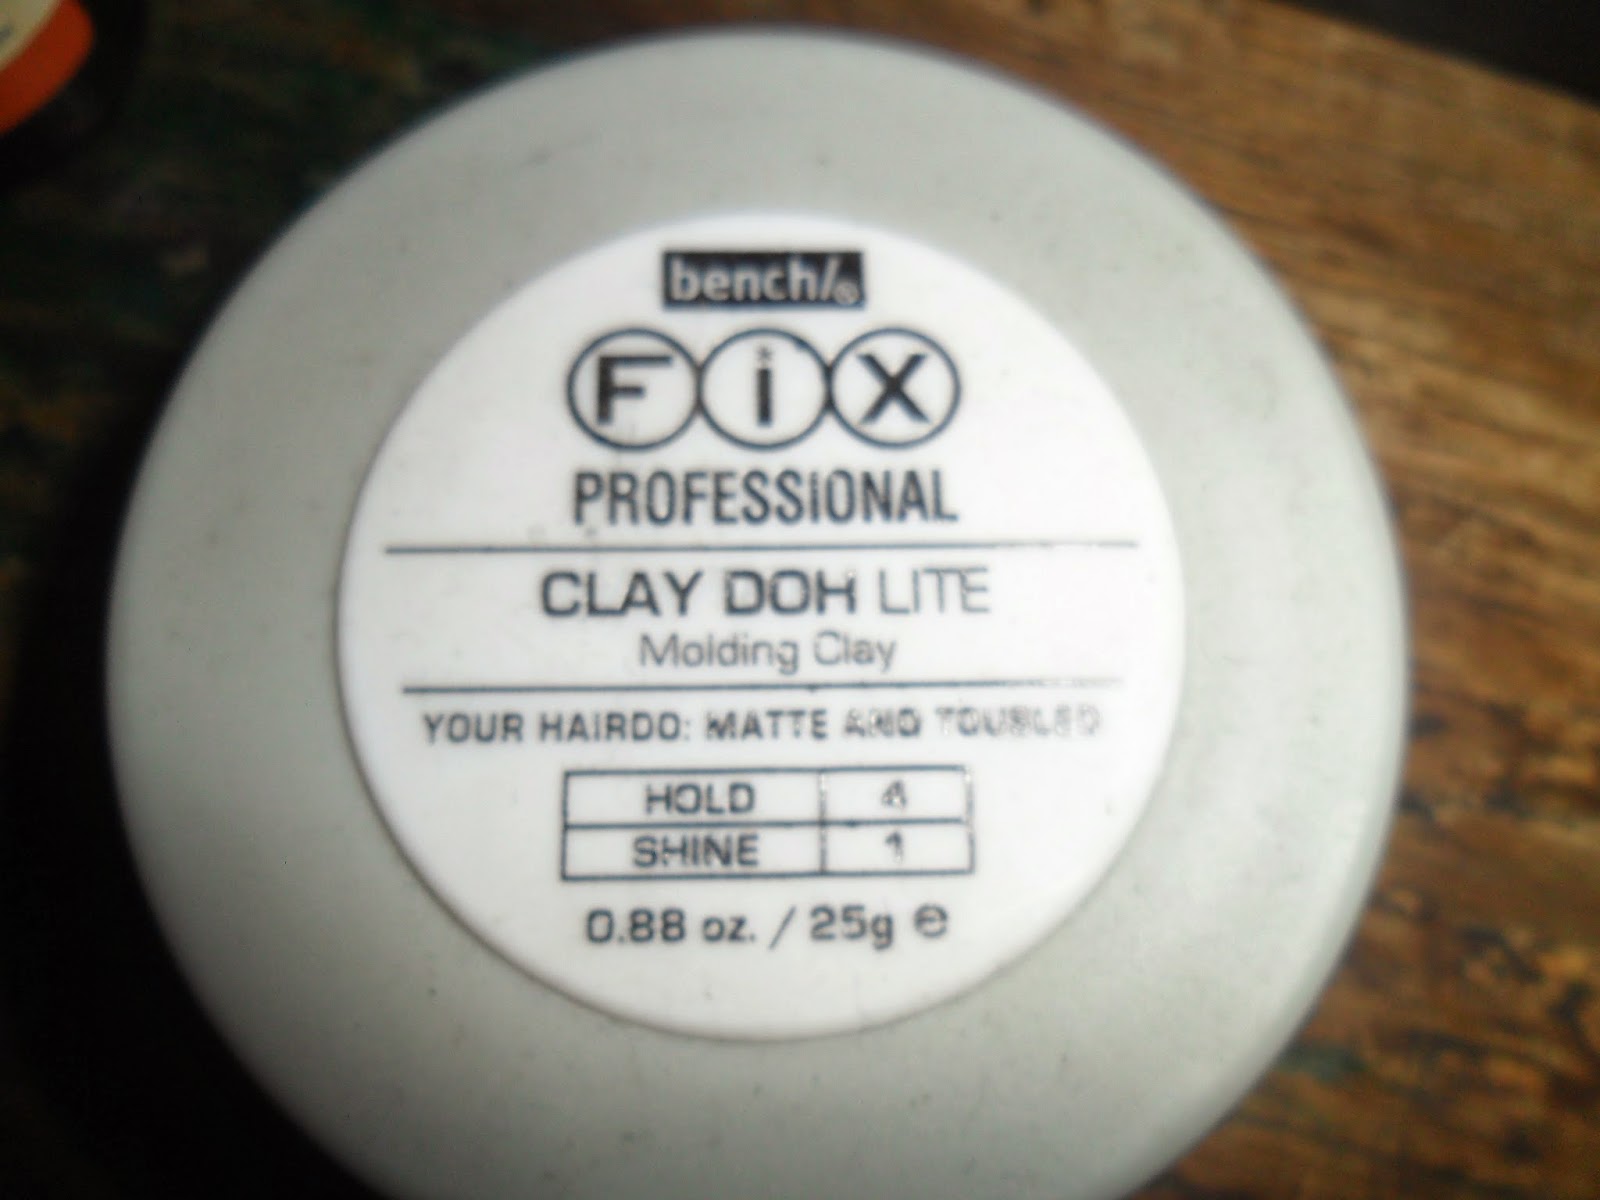 bench/®
FiX
PROFESSiONAL
CLAY DOH LITE
Molding Clay
YOUR HAIRDO: MATTE AND TOUSLED
HOLD 4
SHINE 1
0.88 oz. / 25g e